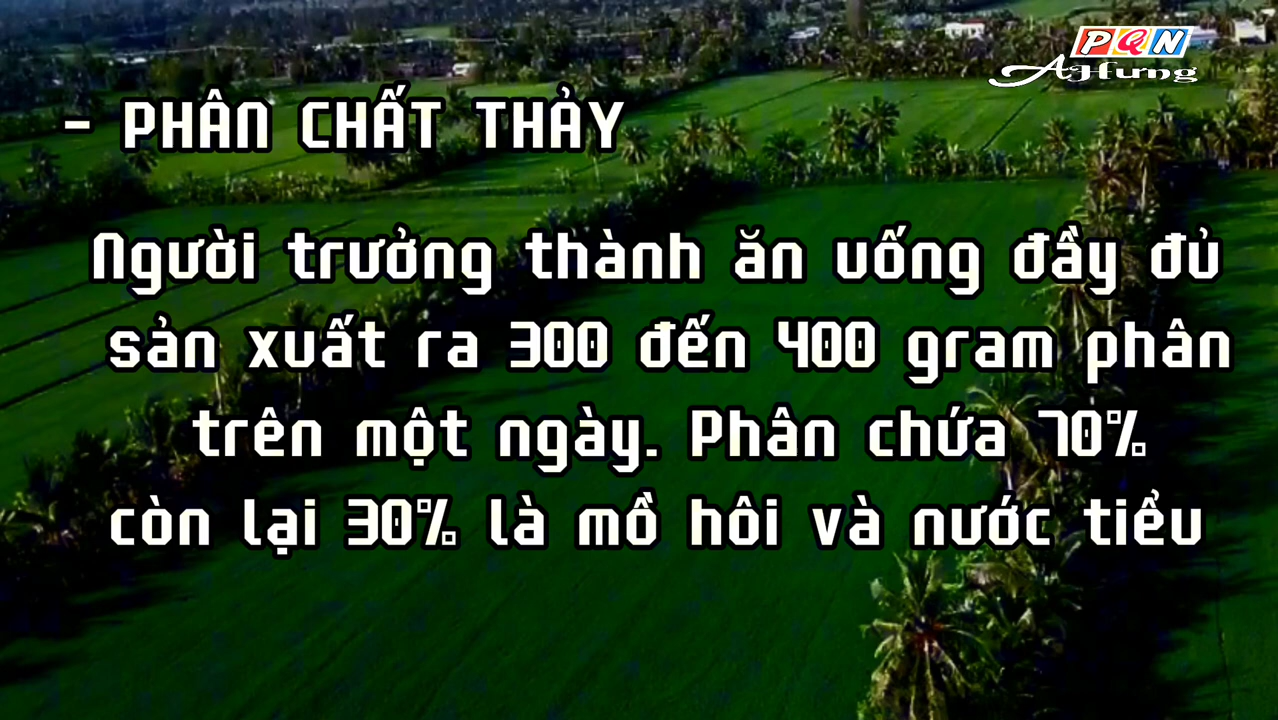 PQN
AHưng
- PHÂN CHẤT THẢY
Người trưởng thành ăn uống đầy đủ
sản xuất ra 300 đến 400 gram phân
trên một ngày. Phân chứa 70%
còn lại 30% là mồ hôi và nước tiểu